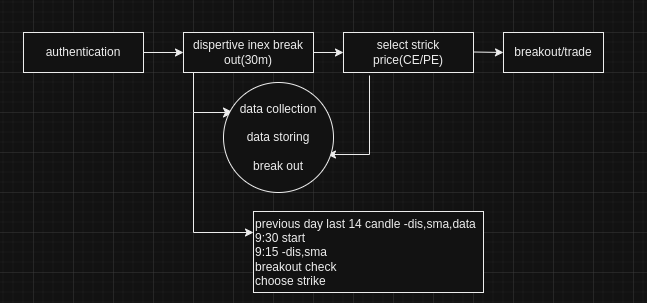 authentication
dispertive inex break
out(30m)
select strick
price(CE/PE)
breakout/trade
data collection
data storing
break out
previous day last 14 candle -dis,sma,data
9:30 start
9:15 -dis,sma
breakout check
choose strike